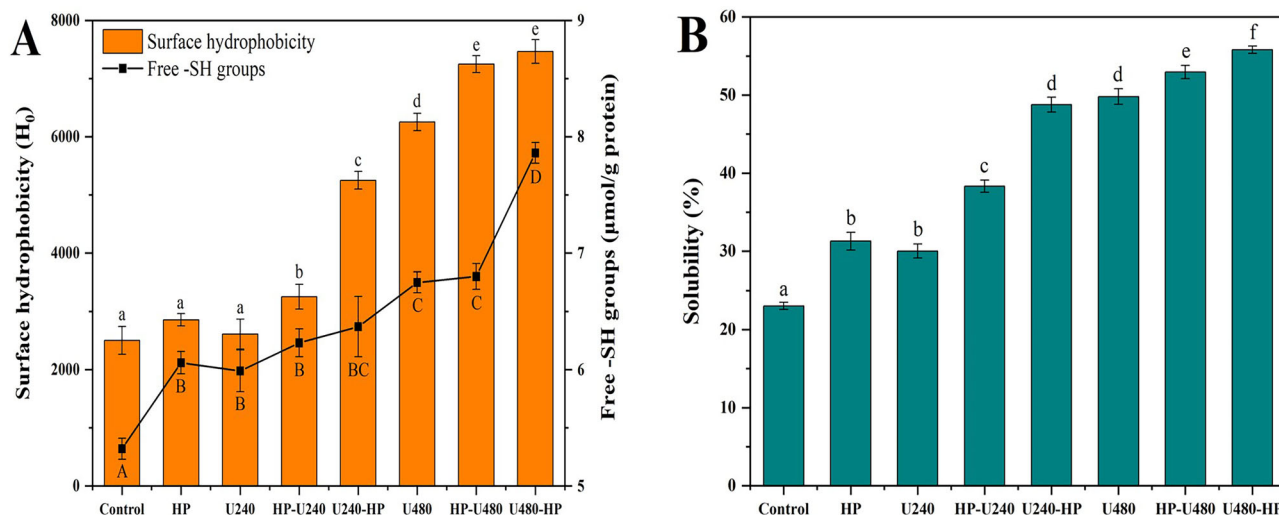 A
Surface hydrophobicity
Free -SH groups
Surface hydrophobicity (H₀)
8000
6000
4000
2000
0
a
a
a
b
c
d
e
e
A
B
B
B
BC
C
C
D
9
8
7
6
5
Free -SH groups (μmol/g protein)
Control HP U240 HP-U240 U240-HP U480 HP-U480 U480-HP
B
Solubility (%)
60
50
40
30
20
10
0
a
b
b
c
d
d
e
f
Control HP U240 HP-U240 U240-HP U480 HP-U480 U480-HP